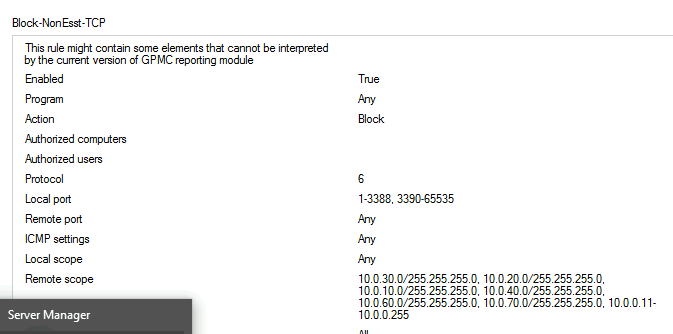 Block-NonEsst-TCP
This rule might contain some elements that cannot be interpreted
by the current version of GPMC reporting module
Enabled True
Program Any
Action Block
Authorized computers
Authorized users
Protocol 6
Local port 1-3388, 3390-65535
Remote port Any
ICMP settings Any
Local scope Any
Remote scope 10.0.30.0/255.255.255.0, 10.0.20.0/255.255.255.0,
10.0.10.0/255.255.255.0, 10.0.40.0/255.255.255.0,
10.0.60.0/255.255.255.0, 10.0.70.0/255.255.255.0, 10.0.0.11-
10.0.0.255
Server Manager